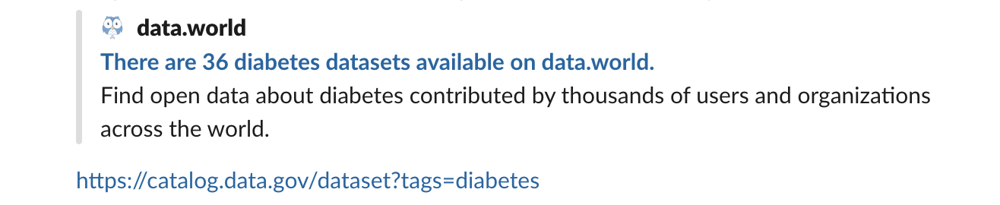 data.world
There are 36 diabetes datasets available on data.world.
Find open data about diabetes contributed by thousands of users and organizations
across the world.
https://catalog.data.gov/dataset?tags=diabetes